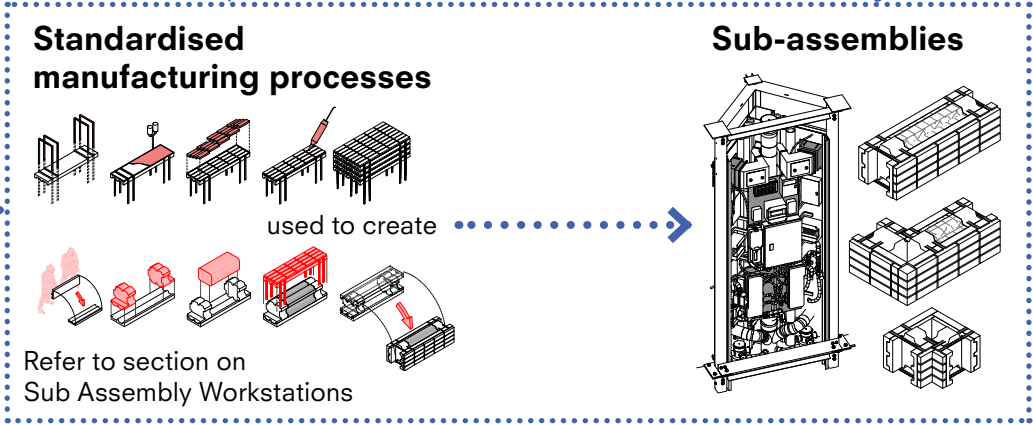 Standardised
manufacturing processes
used to create
Refer to section on
Sub Assembly Workstations
Sub-assemblies